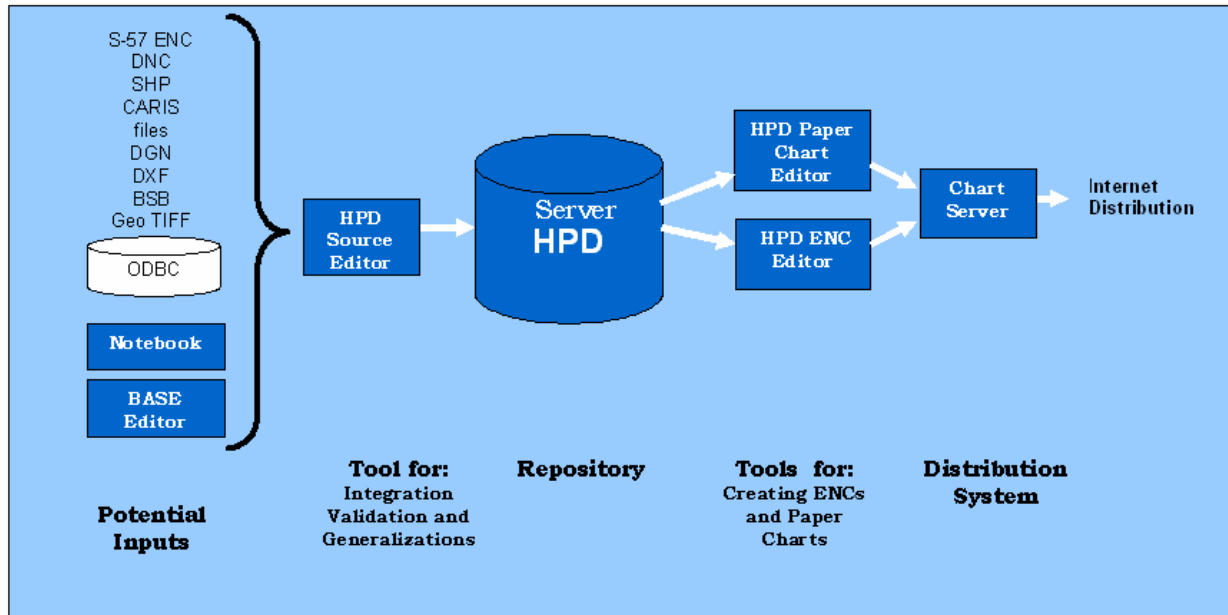 S-57 ENC
DNC
SHP
CARIS
files
DGN
DXF
BSB
Geo TIFF
ODBC
Notebook
BASE
Editor
Potential
Inputs
HPD
Source
Editor
Tool for:
Integration
Validation and
Generalizations
Server
HPD
Repository
HPD Paper
Chart
Editor
HPD ENC
Editor
Tools for:
Creating ENCs
and Paper
Charts
Chart
Server
Distribution
System
Internet
Distribution